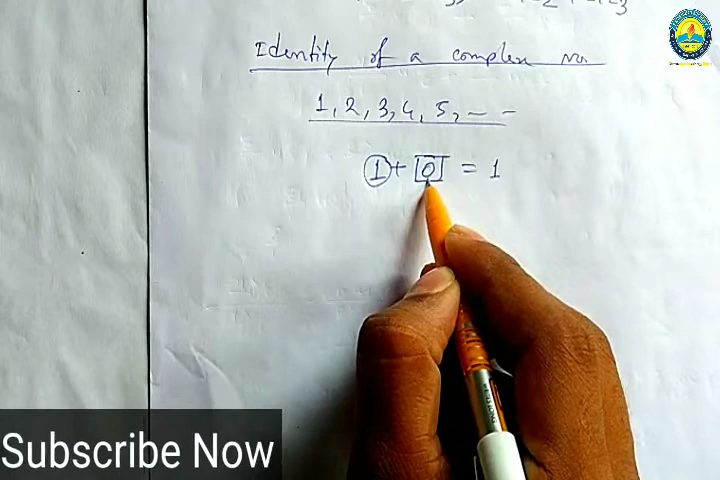 Identity of a complex no.
1, 2, 3, 4, 5, — -
1 + 0 = 1
Subscribe Now